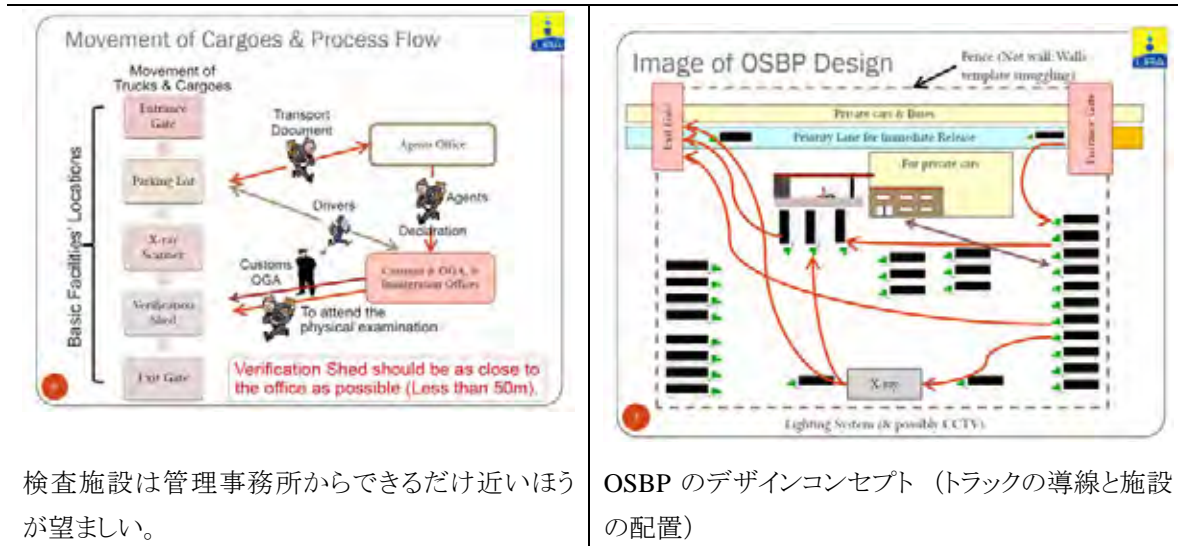 Movement of Cargoes & Process Flow
Movement of
Trucks & Cargoes
Entrance
Gate
Parking Lot
X-ray
Scanner
Verification
Shed
Exit Gate
Basic Facilities' Locations
Transport
Document
Agents Office
Agents
Declaration
Drivers
Customs
OGA
Customs & OGA, &
Immigration Offices
To attend the
physical examination
Verification Shed should be as close to
the office as possible (Less than 50m).
検査施設は管理事務所からできるだけ近いほう
が望ましい。
Image of OSBP Design
Fence (Not wall: Walls
template smuggling)
Private cars & Buses
Priority Lane for Immediate Release
Exit Gate
Entrance Gate
For private cars
X-ray
Lighting System (& possibly CCTV)
OSBP のデザインコンセプト (トラックの導線と施設
の配置)